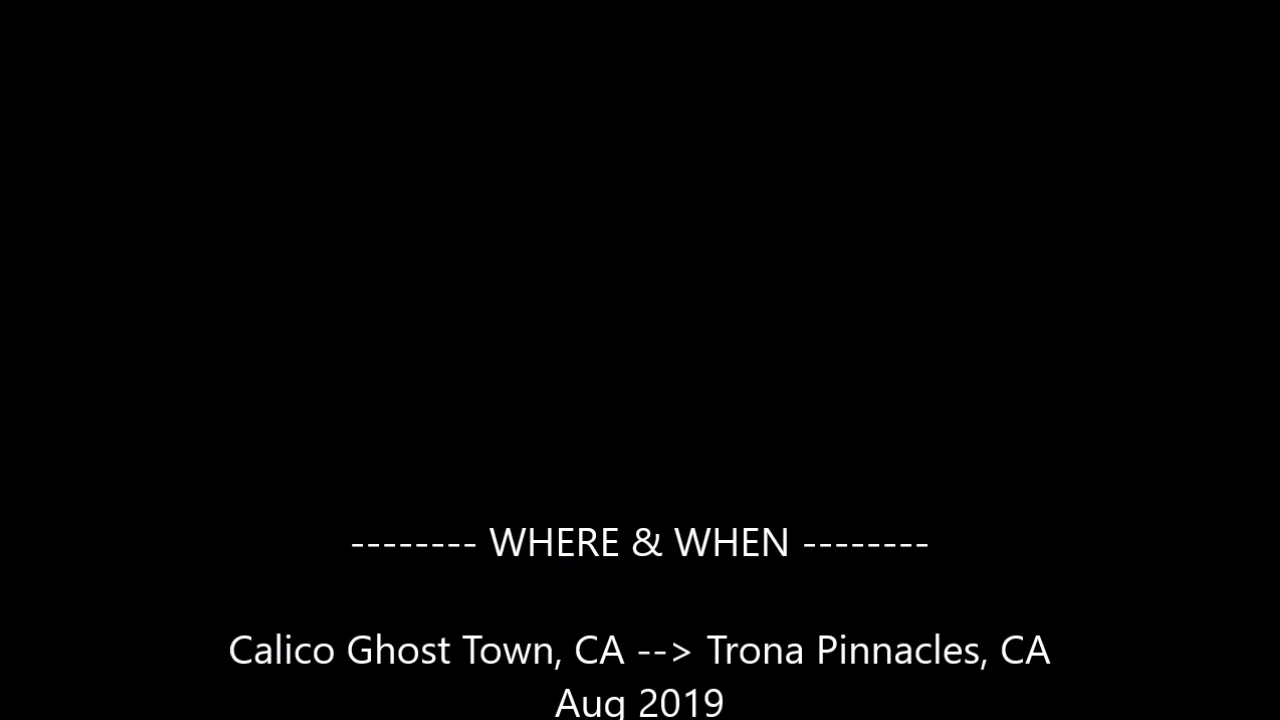 -------- WHERE & WHEN --------
Calico Ghost Town, CA --> Trona Pinnacles, CA
Aug 2019